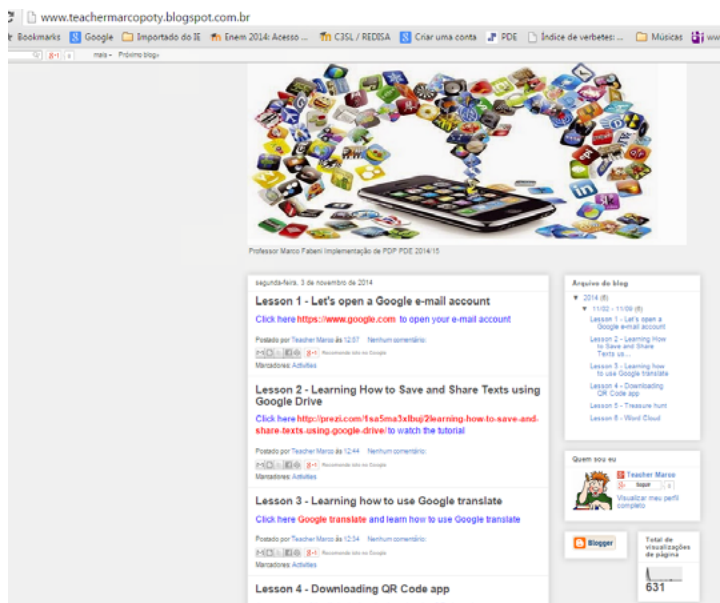 www.teachermarcopoty.blogspot.com.br
Bookmarks Google Importado do IE Enem 2014: Acesso ... C3SL / REDISA Criar uma conta PDE Índice de verbetes: ... Músicas
mais Próximo blog»
Professor Marco Fabeni Implementação de PDP PDE 2014/15
segunda-feira, 3 de novembro de 2014
Lesson 1 - Let's open a Google e-mail account
Click here https://www.google.com to open your e-mail account
Postado por Teacher Marco às 12:57 Nenhum comentário:
Recomende isto no Google
Marcadores: Activities
Lesson 2 - Learning How to Save and Share Texts using
Google Drive
Click here http://prezi.com/1sa5ma3xlbuj/2learning-how-to-save-and-
share-texts-using-google-drive/ to watch the tutorial
Postado por Teacher Marco às 12:44 Nenhum comentário:
Recomende isto no Google
Marcadores: Activities
Lesson 3 - Learning how to use Google translate
Click here Google translate and learn how to use Google translate
Postado por Teacher Marco às 12:34 Nenhum comentário:
Recomende isto no Google
Marcadores: Activities
Lesson 4 - Downloading QR Code app
Arquivo do blog
▼ 2014 (6)
▼ 11/02 - 11/09 (6)
Lesson 1 - Let's open a
Google e-mail account
Lesson 2 - Learning How
to Save and Share
Texts us...
Lesson 3 - Learning how
to use Google translate
Lesson 4 - Downloading
QR Code app
Lesson 5 - Treasure hunt
Lesson 6 - Word Cloud
Quem sou eu
Teacher Marco
Seguir
Visualizar meu perfil
completo
Blogger
Total de
visualizações
de página
631